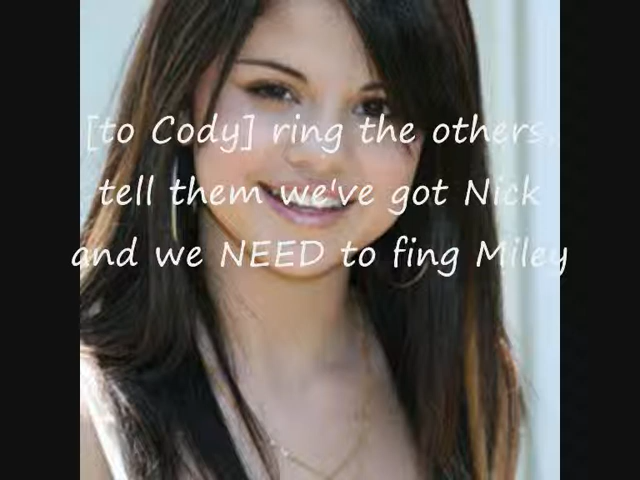 [to Cody] ring the others.
tell them we've got Nick
and we NEED to fing Miley